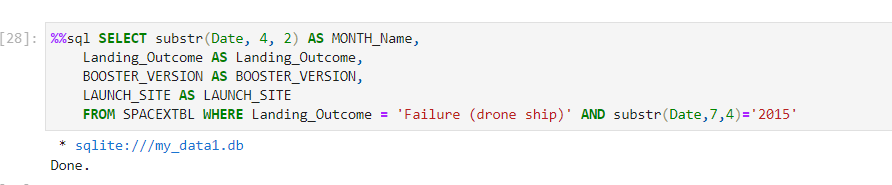 [28]: %%sql SELECT substr(Date, 4, 2) AS MONTH_Name,
Landing_Outcome AS Landing_Outcome,
BOOSTER_VERSION AS BOOSTER_VERSION,
LAUNCH_SITE AS LAUNCH_SITE
FROM SPACEXTBL WHERE Landing_Outcome = 'Failure (drone ship)' AND substr(Date,7,4)='2015'
* sqlite:///my_data1.db
Done.